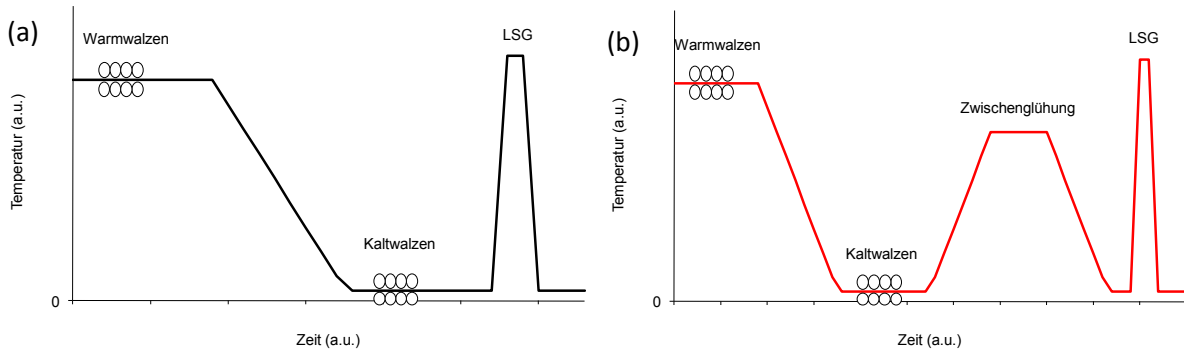 (a)
Warmwalzen
LSG
Kaltwalzen
Temperatur (a.u.)
0
Zeit (a.u.)
(b)
Warmwalzen
LSG
Zwischenglühung
Kaltwalzen
Temperatur (a.u.)
0
Zeit (a.u.)